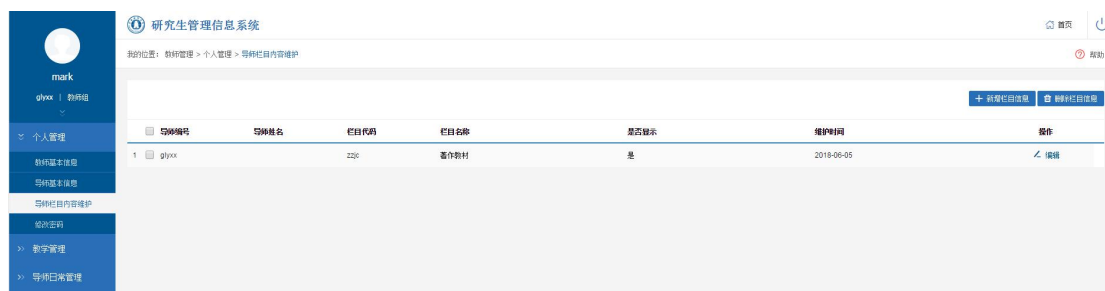 研究生管理信息系统
首页
我的位置： 教师管理 > 个人管理 > 导师栏目内容维护
帮助
mark
glyxx | 教师组
新增栏目信息 删除栏目信息
个人管理
教师基本信息
导师基本信息
导师栏目内容维护
修改密码
教学管理
导师日常管理
导师编号 导师姓名 栏目代码 栏目名称 是否显示 维护时间 操作
1 glyxx zzjc 著作教材 是 2018-06-05 编辑